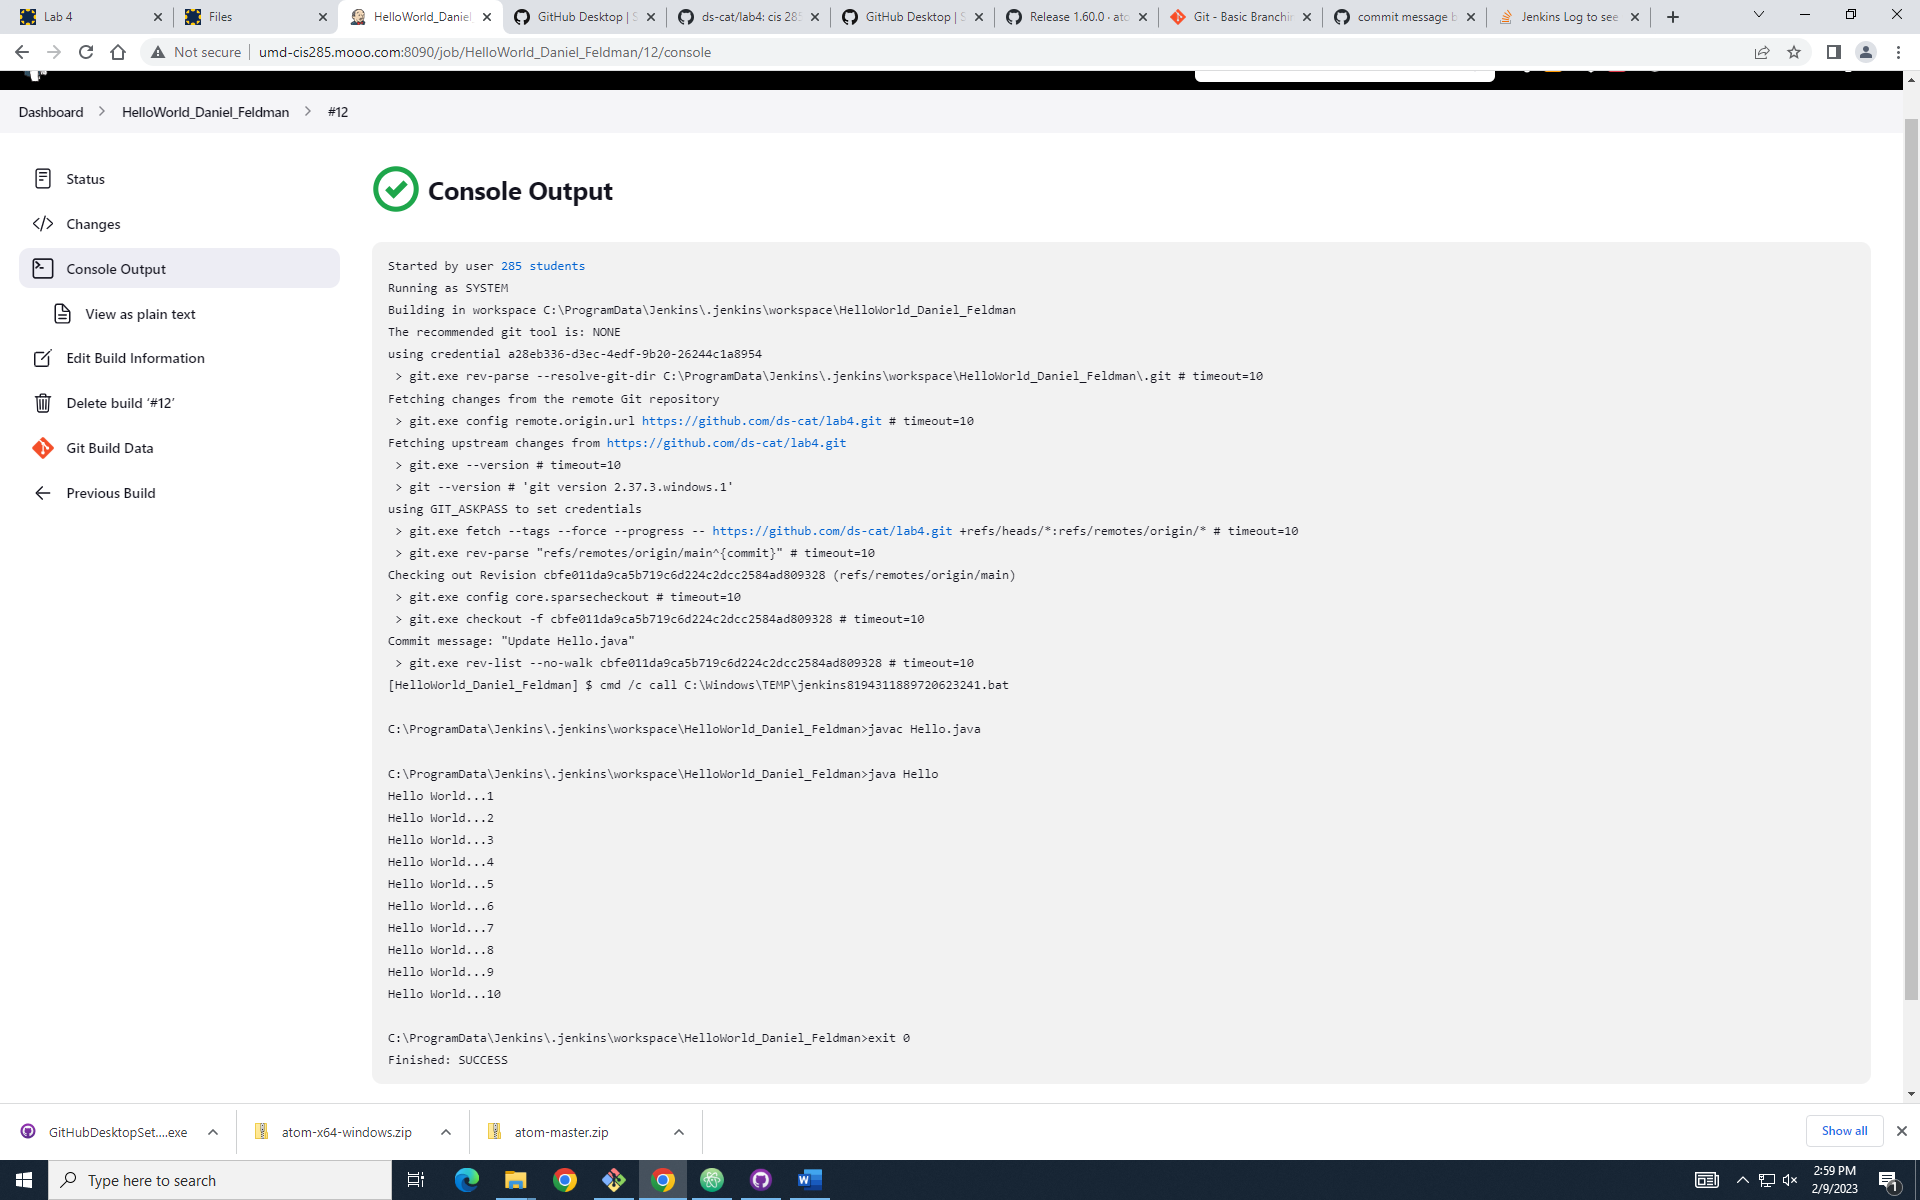 Lab 4
Files
HelloWorld_Daniel
GitHub Desktop | S
ds-cat/lab4: cis 285
GitHub Desktop | S
Release 1.60.0 · ato
Git - Basic Branchin
commit message b
Jenkins Log to see
Not secure
umd-cis285.mooo.com:8090/job/HelloWorld_Daniel_Feldman/12/console
Dashboard
HelloWorld_Daniel_Feldman
#12
Status
Changes
Console Output
View as plain text
Edit Build Information
Delete build ‘#12’
Git Build Data
Previous Build
Console Output
Started by user 285 students
Running as SYSTEM
Building in workspace C:\ProgramData\Jenkins\.jenkins\workspace\HelloWorld_Daniel_Feldman
The recommended git tool is: NONE
using credential a28eb336-d3ec-4edf-9b20-26244c1a8954
> git.exe rev-parse --resolve-git-dir C:\ProgramData\Jenkins\.jenkins\workspace\HelloWorld_Daniel_Feldman\.git # timeout=10
Fetching changes from the remote Git repository
> git.exe config remote.origin.url https://github.com/ds-cat/lab4.git # timeout=10
Fetching upstream changes from https://github.com/ds-cat/lab4.git
> git.exe --version # timeout=10
> git --version # 'git version 2.37.3.windows.1'
using GIT_ASKPASS to set credentials
> git.exe fetch --tags --force --progress -- https://github.com/ds-cat/lab4.git +refs/heads/*:refs/remotes/origin/* # timeout=10
> git.exe rev-parse "refs/remotes/origin/main^{commit}" # timeout=10
Checking out Revision cbfe011da9ca5b719c6d224c2dcc2584ad809328 (refs/remotes/origin/main)
> git.exe config core.sparsecheckout # timeout=10
> git.exe checkout -f cbfe011da9ca5b719c6d224c2dcc2584ad809328 # timeout=10
Commit message: "Update Hello.java"
> git.exe rev-list --no-walk cbfe011da9ca5b719c6d224c2dcc2584ad809328 # timeout=10
[HelloWorld_Daniel_Feldman] $ cmd /c call C:\Windows\TEMP\jenkins8194311889720623241.bat
C:\ProgramData\Jenkins\.jenkins\workspace\HelloWorld_Daniel_Feldman>javac Hello.java
C:\ProgramData\Jenkins\.jenkins\workspace\HelloWorld_Daniel_Feldman>java Hello
Hello World...1
Hello World...2
Hello World...3
Hello World...4
Hello World...5
Hello World...6
Hello World...7
Hello World...8
Hello World...9
Hello World...10
C:\ProgramData\Jenkins\.jenkins\workspace\HelloWorld_Daniel_Feldman>exit 0
Finished: SUCCESS
GitHubDesktopSet....exe
atom-x64-windows.zip
atom-master.zip
Show all
Type here to search
2:59 PM
2/9/2023
1